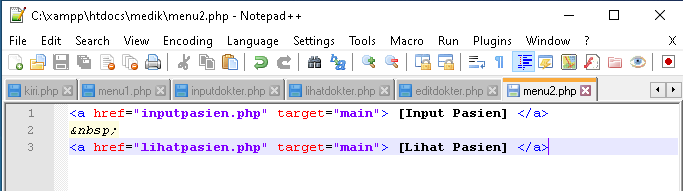 C:\xampp\htdocs\medik\menu2.php - Notepad++
File Edit Search View Encoding Language Settings Tools Macro Run Plugins Window ? X
kiri.php menu1.php inputdokter.php lihatdokter.php editdokter.php menu2.php
1 <a href="inputpasien.php" target="main"> [Input Pasien] </a>
2 &nbsp;
3 <a href="lihatpasien.php" target="main"> [Lihat Pasien] </a>